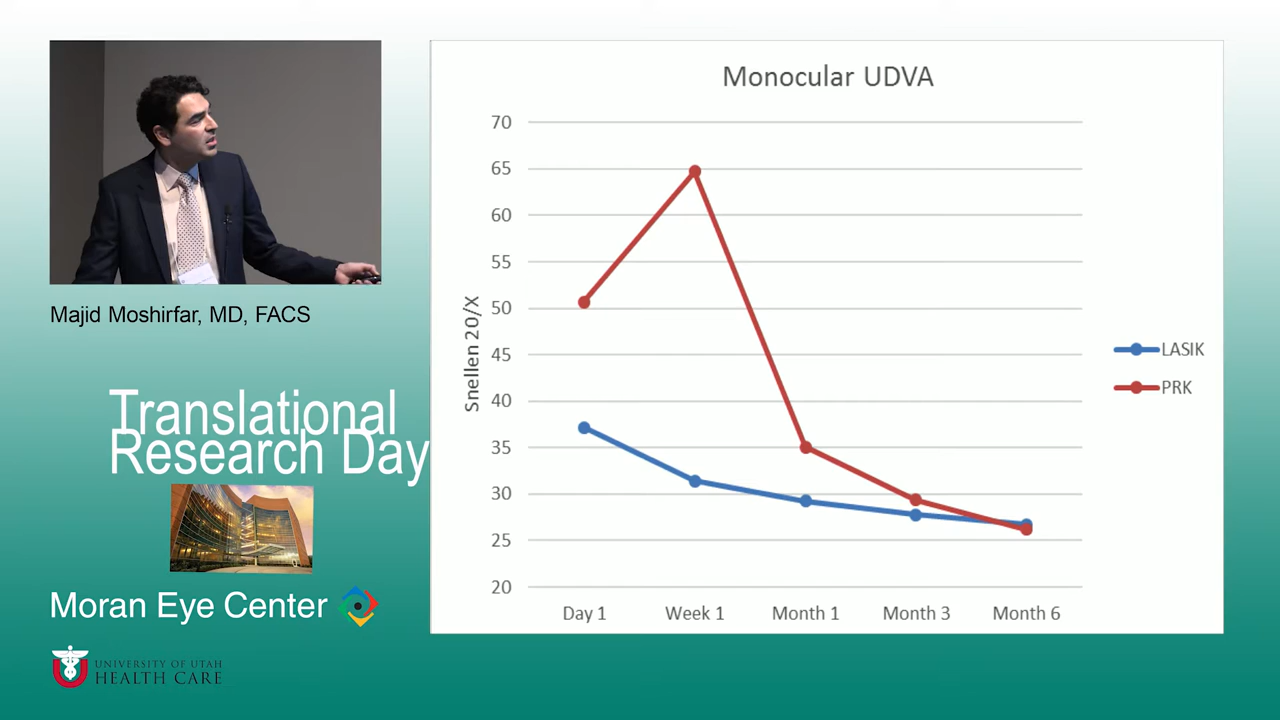 Majid Moshirfar, MD, FACS
Translational
Research Day
Moran Eye Center
UNIVERSITY OF UTAH
HEALTH CARE
Monocular UDVA
Snellen 20/X
70
65
60
55
50
45
40
35
30
25
20
Day 1
Week 1
Month 1
Month 3
Month 6
LASIK
PRK